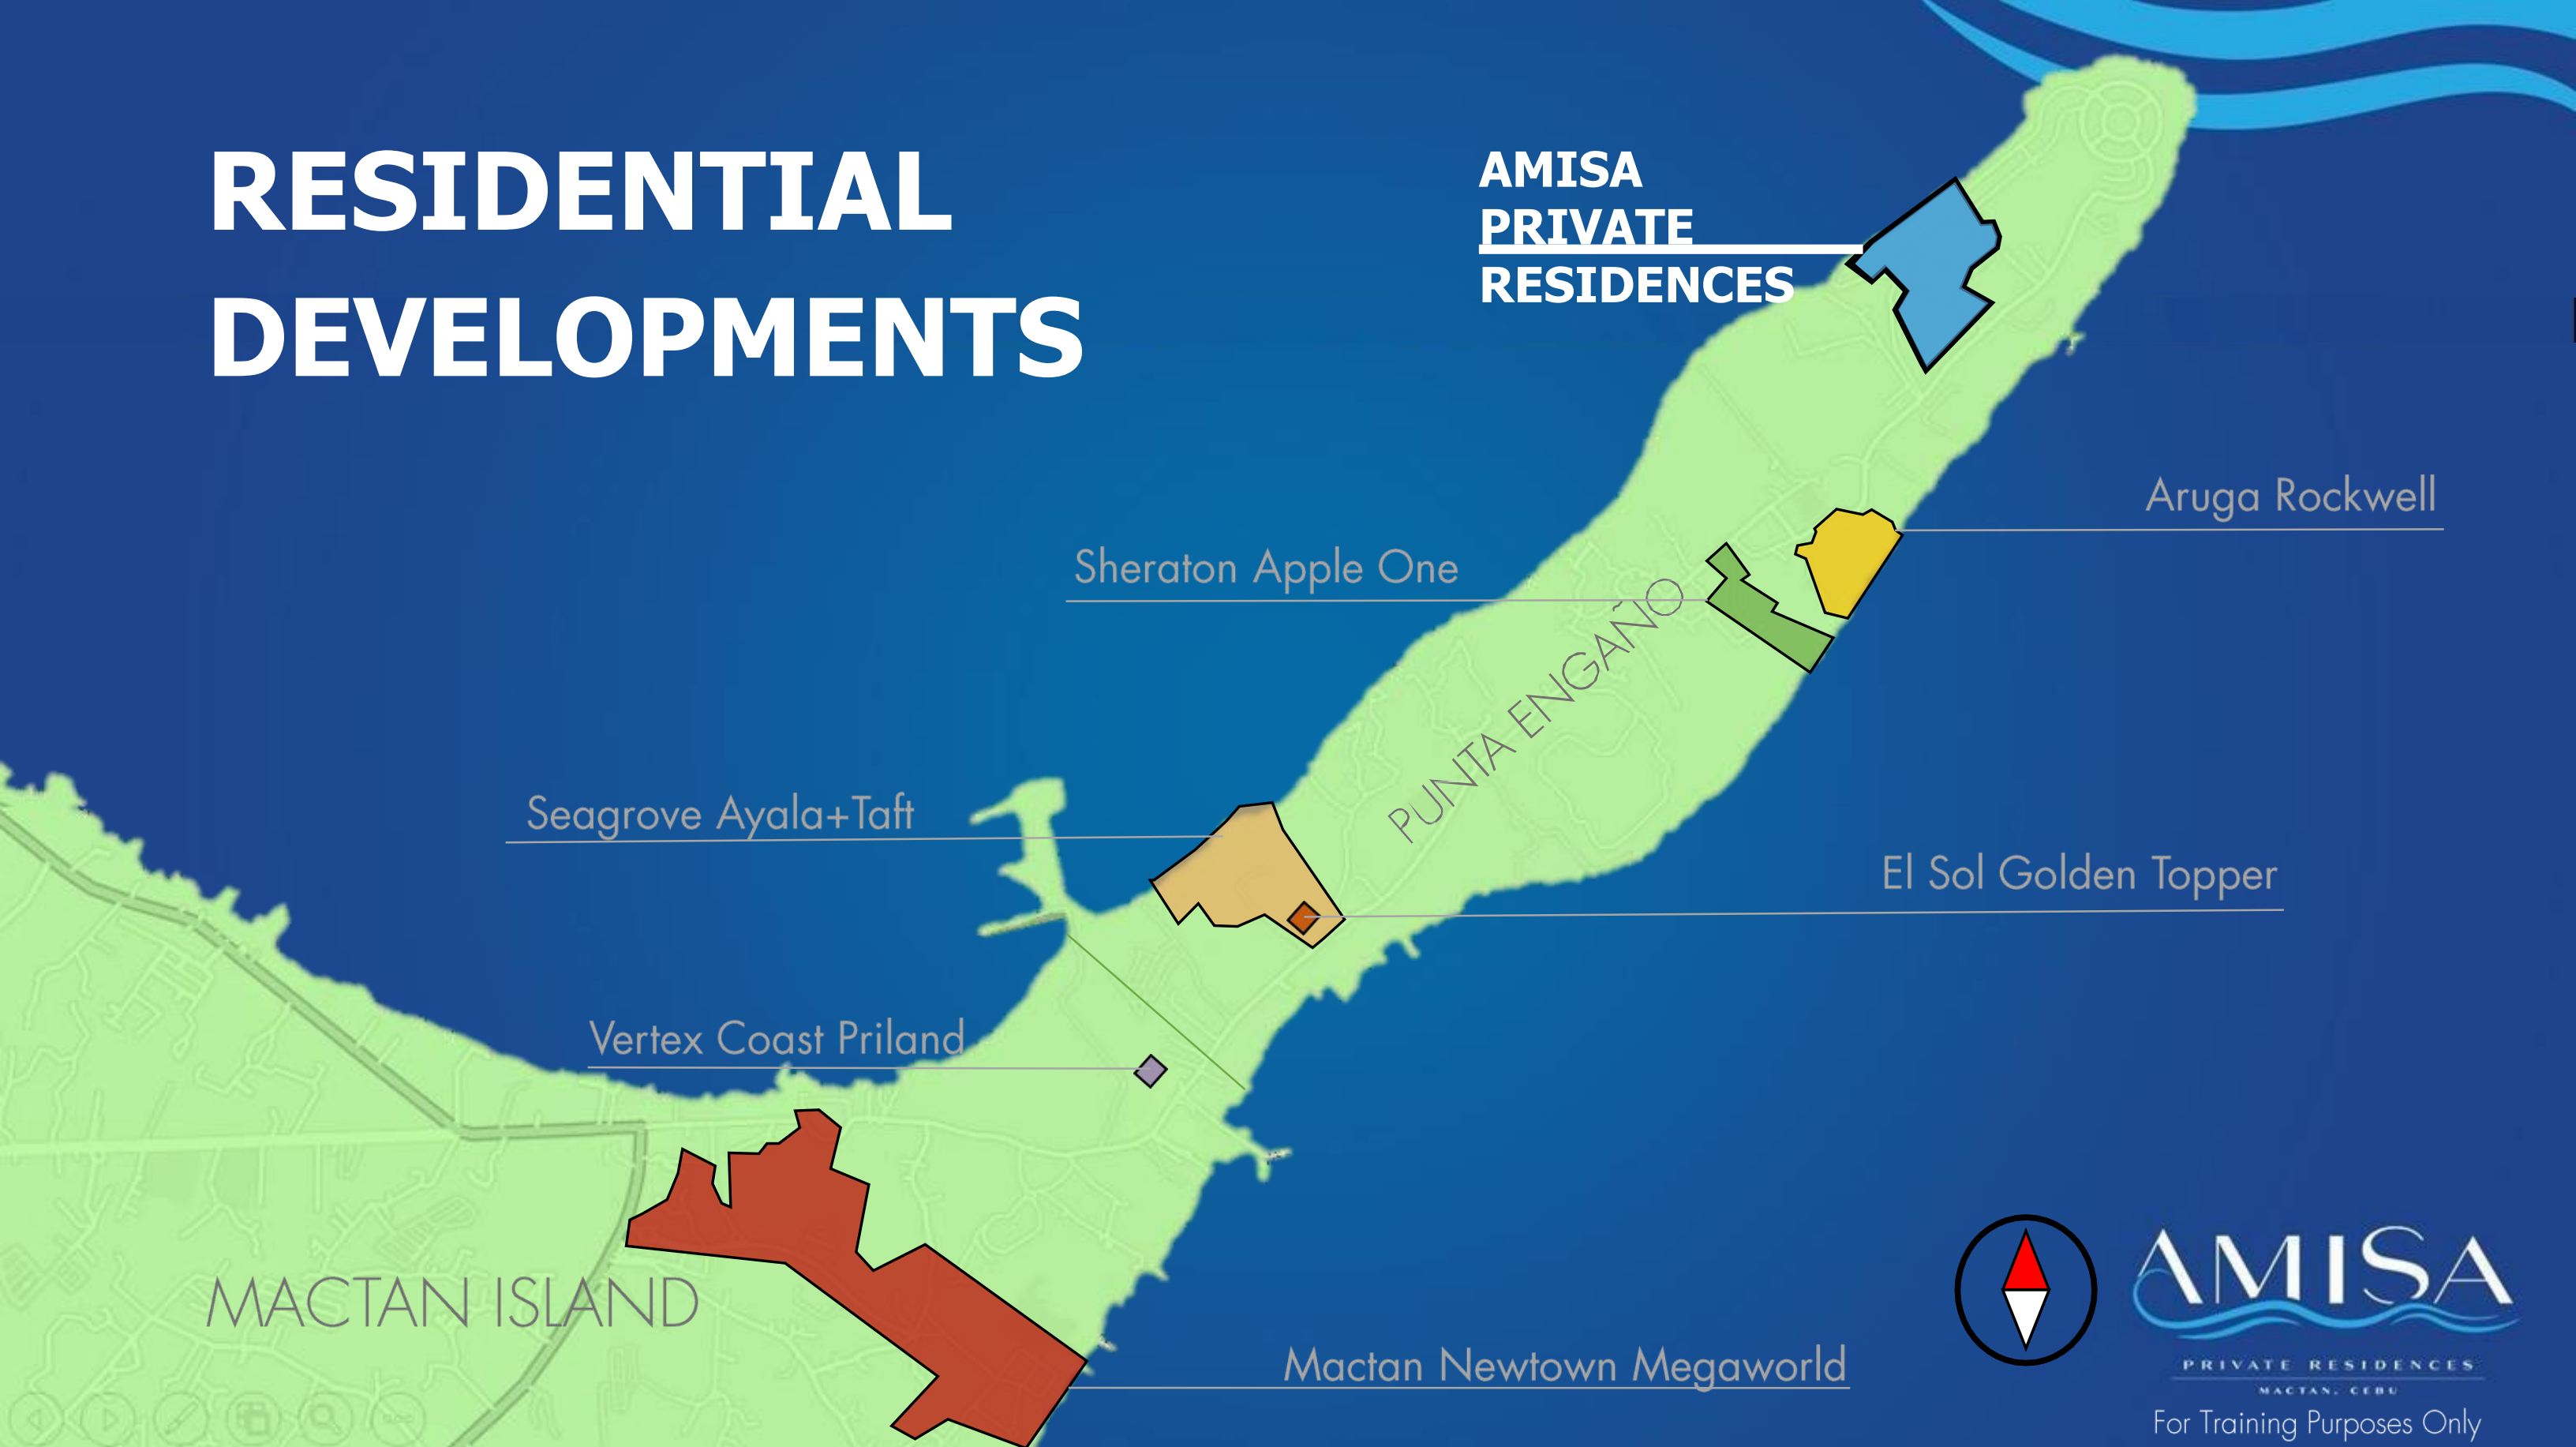 RESIDENTIAL
DEVELOPMENTS
AMISA
PRIVATE
RESIDENCES
Aruga Rockwell
Sheraton Apple One
PUNTA ENGAÑO
Seagrove Ayala+Taft
El Sol Golden Topper
Vertex Coast Priland
MACTAN ISLAND
Mactan Newtown Megaworld
AMISA
PRIVATE RESIDENCES
MACTAN, CEBU
For Training Purposes Only